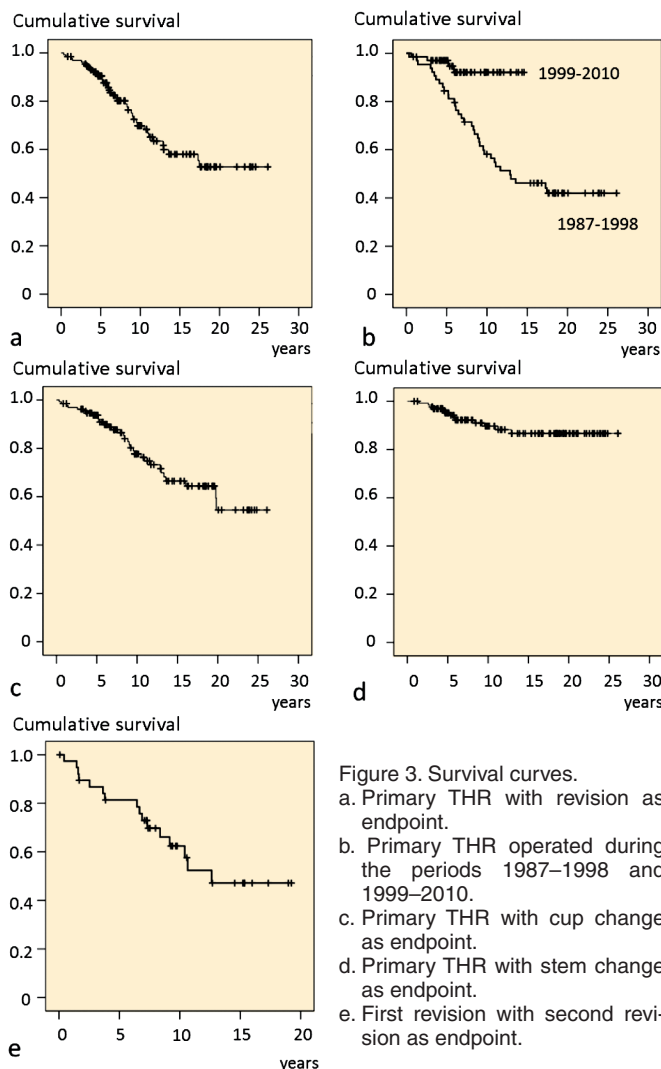 Cumulative survival
1.0
0.8
0.6
0.4
0.2
0
0 5 10 15 20 25 30
years
a
Cumulative survival
1.0
0.8
0.6
0.4
0.2
0
1999-2010
1987-1998
0 5 10 15 20 25 30
years
b
Cumulative survival
1.0
0.8
0.6
0.4
0.2
0
0 5 10 15 20 25 30
years
c
Cumulative survival
1.0
0.8
0.6
0.4
0.2
0
0 5 10 15 20 25 30
years
d
Cumulative survival
1.0
0.8
0.6
0.4
0.2
0
0 5 10 15 20
years
e
Figure 3. Survival curves.
a. Primary THR with revision as
endpoint.
b. Primary THR operated during
the periods 1987–1998 and
1999–2010.
c. Primary THR with cup change
as endpoint.
d. Primary THR with stem change
as endpoint.
e. First revision with second revi-
sion as endpoint.